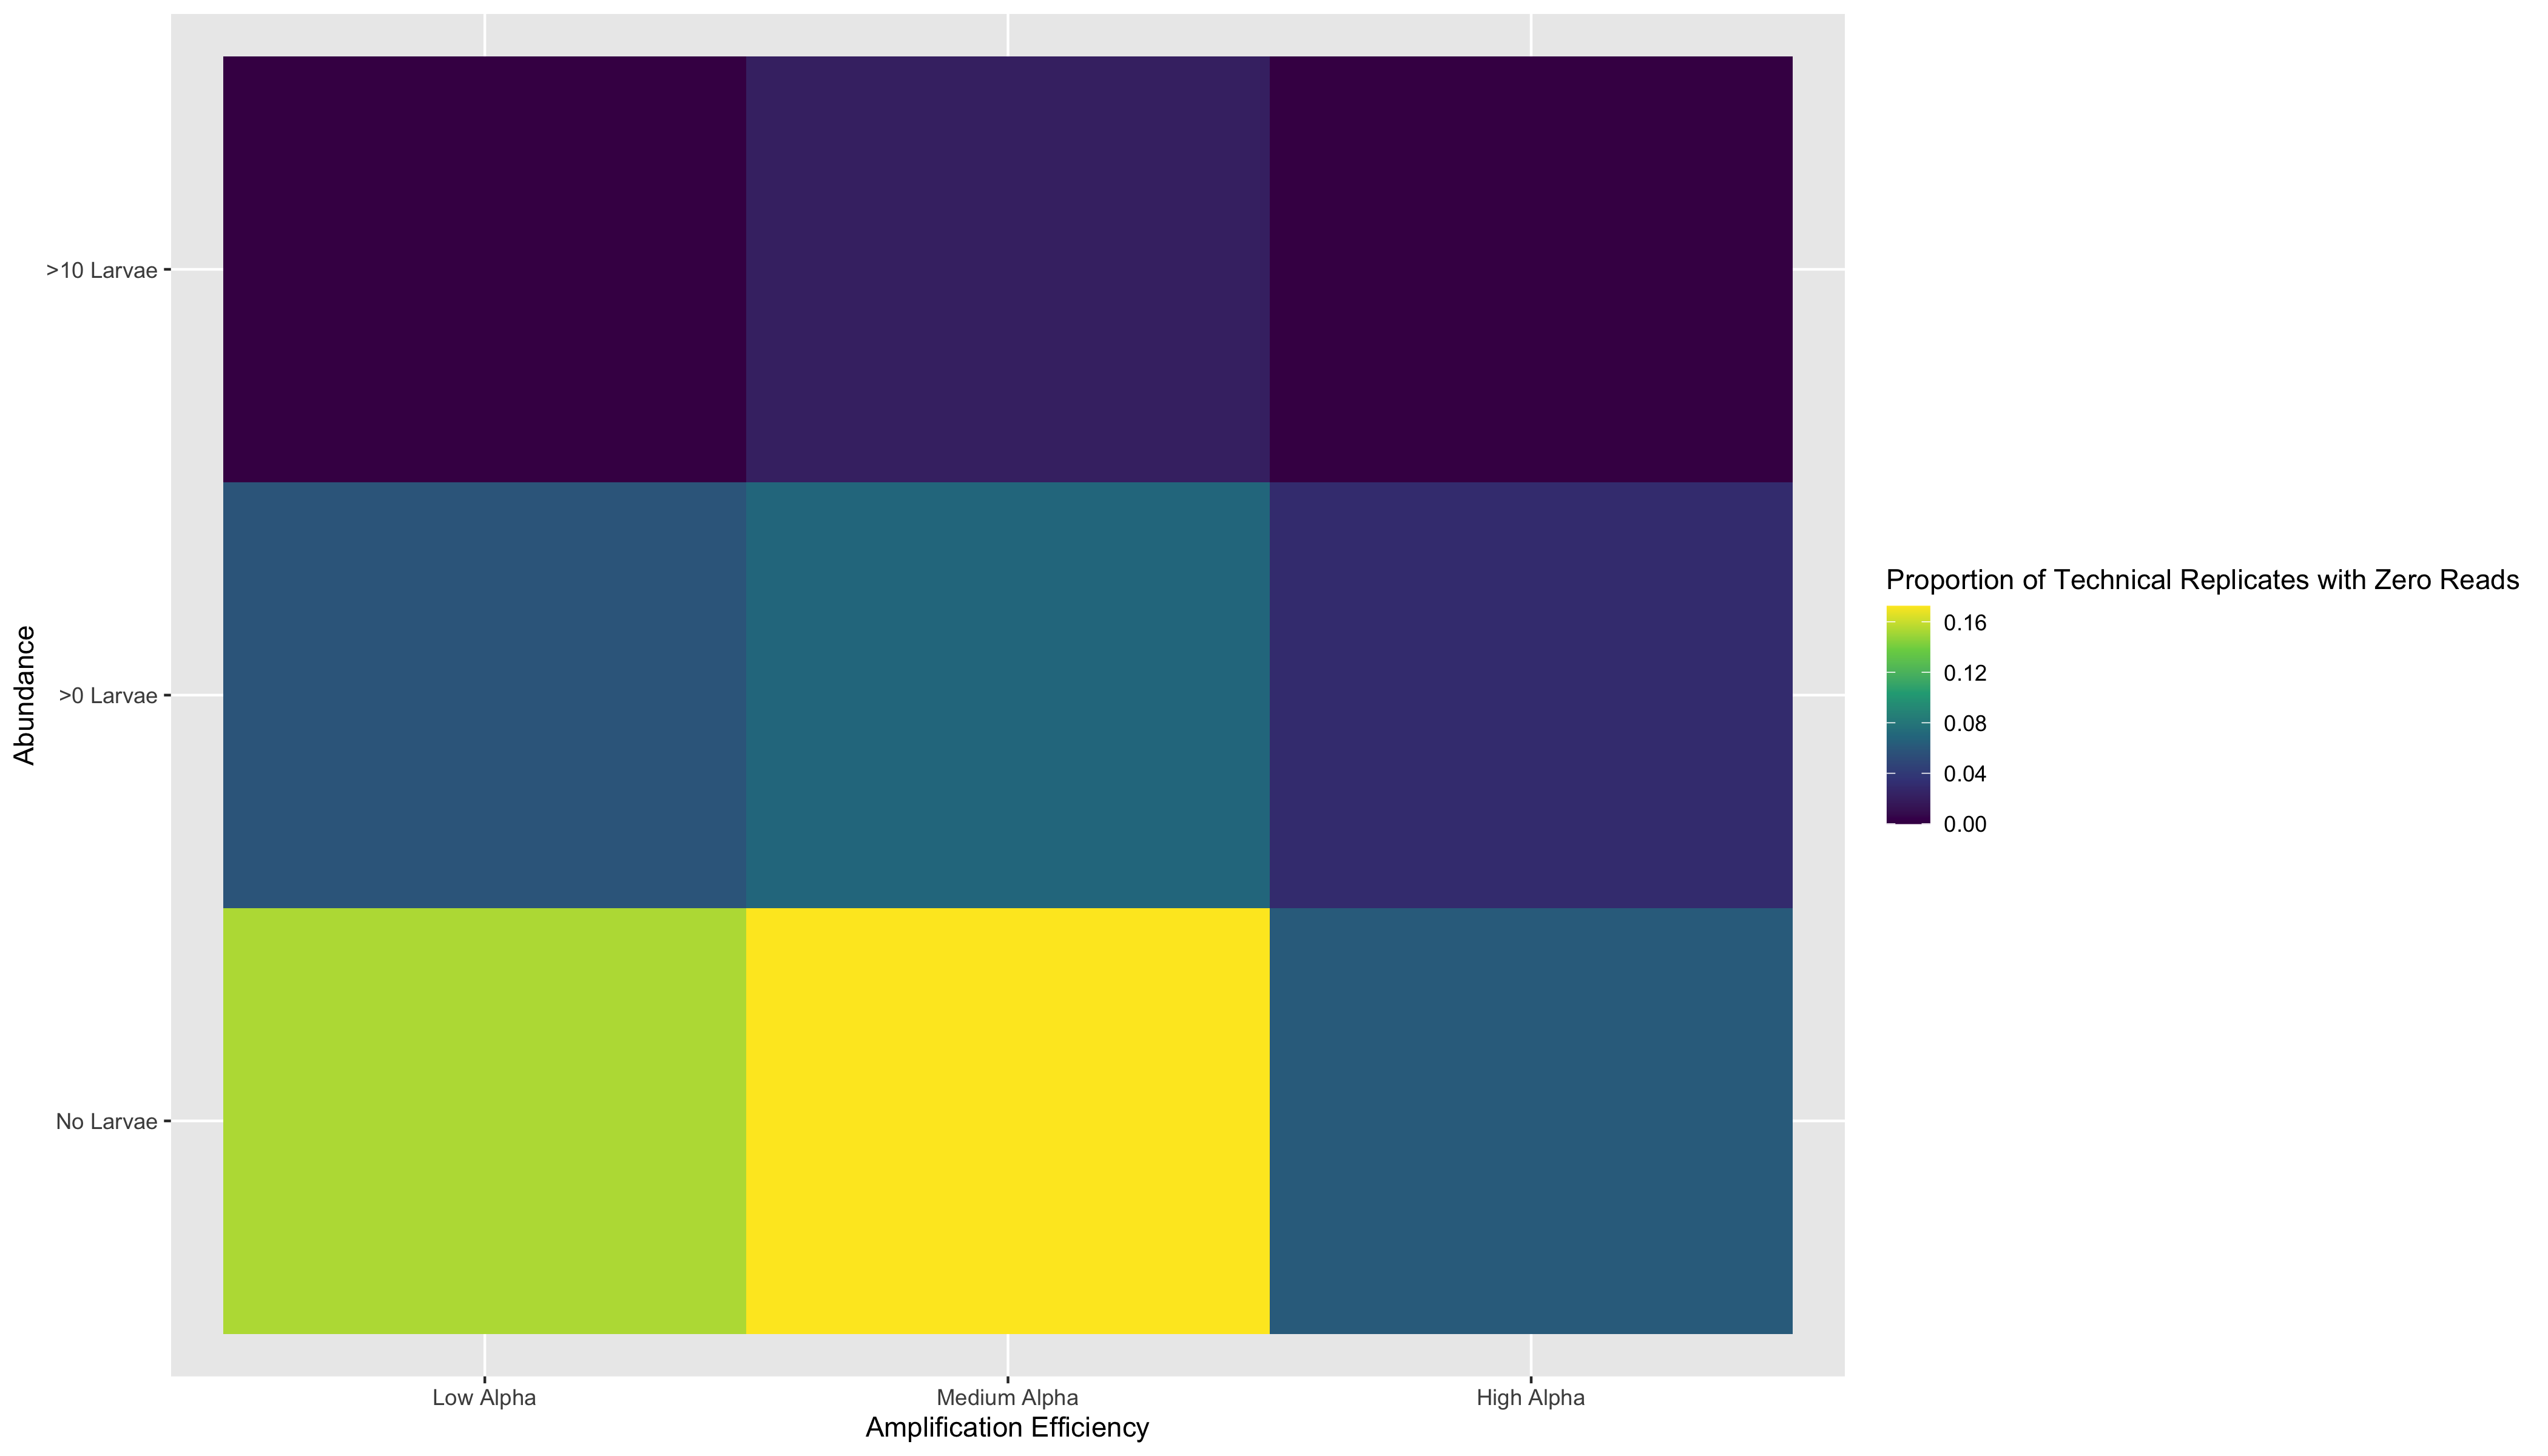 Abundance
>10 Larvae
>0 Larvae
No Larvae
Low Alpha
Medium Alpha
High Alpha
Amplification Efficiency
Proportion of Technical Replicates with Zero Reads
0.16
0.12
0.08
0.04
0.00